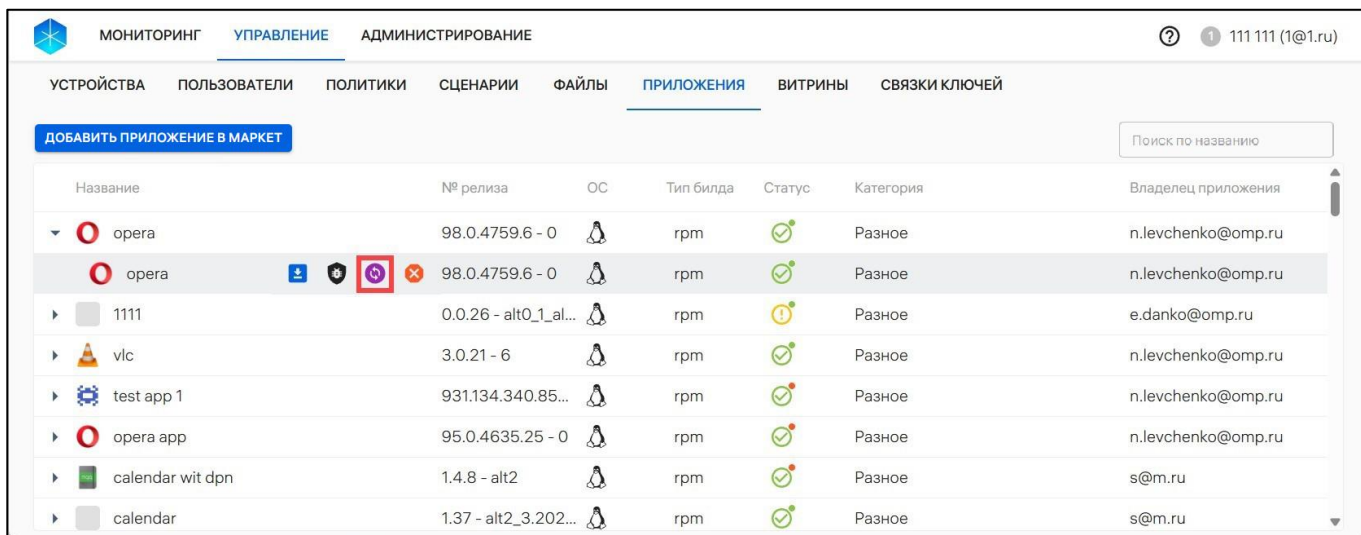 МОНИТОРИНГ УПРАВЛЕНИЕ АДМИНИСТРИРОВАНИЕ 1 111 111 (1@1.ru)
УСТРОЙСТВА ПОЛЬЗОВАТЕЛИ ПОЛИТИКИ СЦЕНАРИИ ФАЙЛЫ ПРИЛОЖЕНИЯ ВИТРИНЫ СВЯЗКИ КЛЮЧЕЙ
ДОБАВИТЬ ПРИЛОЖЕНИЕ В МАРКЕТ Поиск по названию
Название № релиза ОС Тип билда Статус Категория Владелец приложения
opera 98.0.4759.6 - 0 rpm Разное n.levchenko@omp.ru
opera 98.0.4759.6 - 0 rpm Разное n.levchenko@omp.ru
1111 0.0.26 - alt0_1_al... rpm Разное e.danko@omp.ru
vlc 3.0.21 - 6 rpm Разное n.levchenko@omp.ru
test app 1 931.134.340.85... rpm Разное n.levchenko@omp.ru
opera app 95.0.4635.25 - 0 rpm Разное n.levchenko@omp.ru
calendar wit dpn 1.4.8 - alt2 rpm Разное s@m.ru
calendar 1.37 - alt2_3.202... rpm Разное s@m.ru